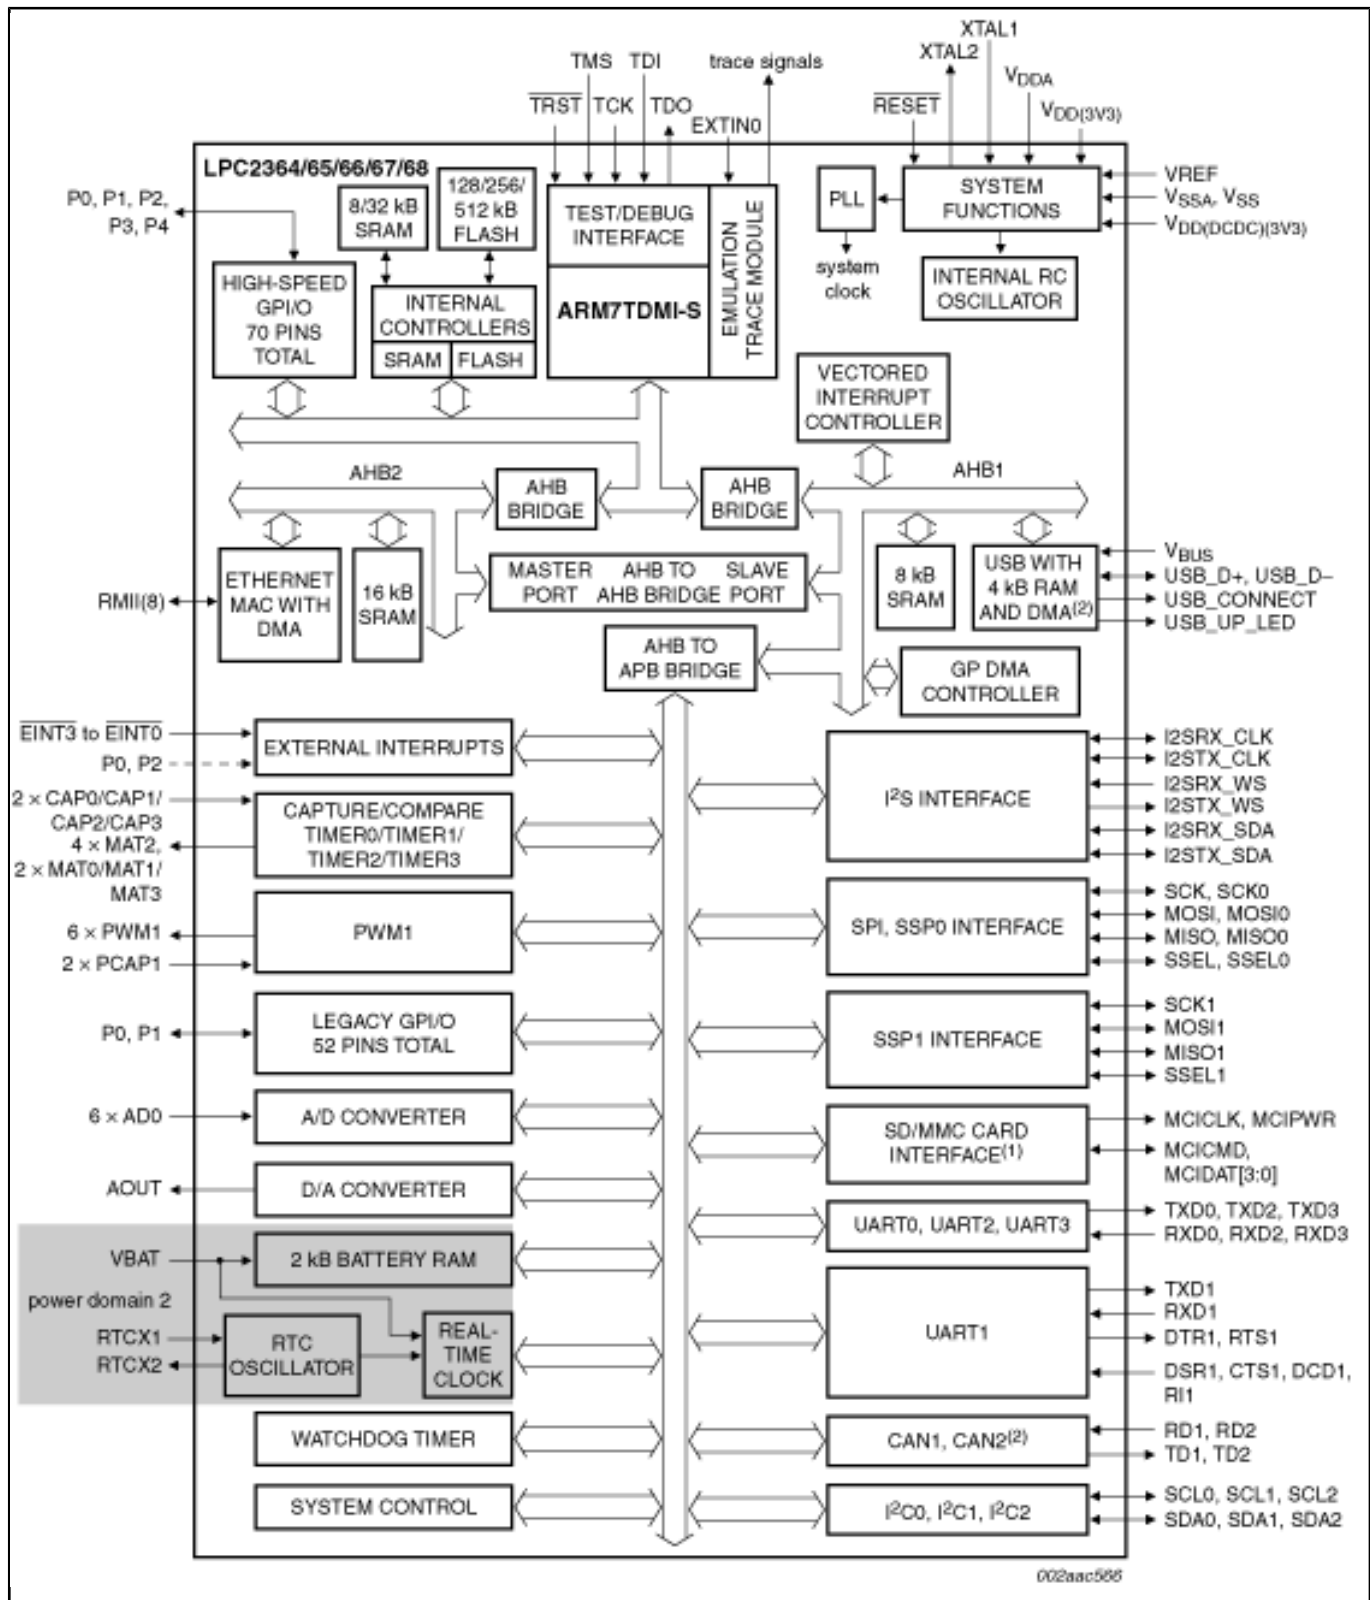 XTAL1
XTAL2
TMS TDI
trace signals
VDDA
TRST TCK
TDO
RESET
VDD(3V3)
EXTIN0
LPC2364/65/66/67/68
P0, P1, P2,
P3, P4
8/32 kB
SRAM
128/256/
512 kB
FLASH
TEST/DEBUG
INTERFACE
EMULATION
TRACE MODULE
PLL
SYSTEM
FUNCTIONS
VREF
VSSA, VSS
VDD(DCDC)(3V3)
system
clock
HIGH-SPEED
GPI/O
70 PINS
TOTAL
INTERNAL
CONTROLLERS
SRAM FLASH
ARM7TDMI-S
INTERNAL RC
OSCILLATOR
VECTORED
INTERRUPT
CONTROLLER
AHB2
AHB
BRIDGE
AHB
BRIDGE
AHB1
RMII(8)
ETHERNET
MAC WITH
DMA
16 kB
SRAM
MASTER AHB TO SLAVE
PORT AHB BRIDGE PORT
8 kB
SRAM
USB WITH
4 kB RAM
AND DMA(2)
VBUS
USB_D+, USB_D−
USB_CONNECT
USB_UP_LED
AHB TO
APB BRIDGE
GP DMA
CONTROLLER
EINT3 to EINT0
P0, P2
EXTERNAL INTERRUPTS
I2S INTERFACE
I2SRX_CLK
I2STX_CLK
I2SRX_WS
I2STX_WS
I2SRX_SDA
I2STX_SDA
2 × CAP0/CAP1/
CAP2/CAP3
4 × MAT2,
2 × MAT0/MAT1/
MAT3
CAPTURE/COMPARE
TIMER0/TIMER1/
TIMER2/TIMER3
SPI, SSP0 INTERFACE
SCK, SCK0
MOSI, MOSI0
MISO, MISO0
SSEL, SSEL0
6 × PWM1
2 × PCAP1
PWM1
P0, P1
LEGACY GPI/O
52 PINS TOTAL
SSP1 INTERFACE
SCK1
MOSI1
MISO1
SSEL1
6 × AD0
A/D CONVERTER
SD/MMC CARD
INTERFACE(1)
MCICLK, MCIPWR
MCICMD,
MCIDAT[3:0]
AOUT
D/A CONVERTER
UART0, UART2, UART3
TXD0, TXD2, TXD3
RXD0, RXD2, RXD3
VBAT
2 kB BATTERY RAM
power domain 2
RTCX1
RTCX2
RTC
OSCILLATOR
REAL-
TIME
CLOCK
UART1
TXD1
RXD1
DTR1, RTS1
DSR1, CTS1, DCD1,
RI1
WATCHDOG TIMER
CAN1, CAN2(2)
RD1, RD2
TD1, TD2
SYSTEM CONTROL
I2C0, I2C1, I2C2
SCL0, SCL1, SCL2
SDA0, SDA1, SDA2
002aac566